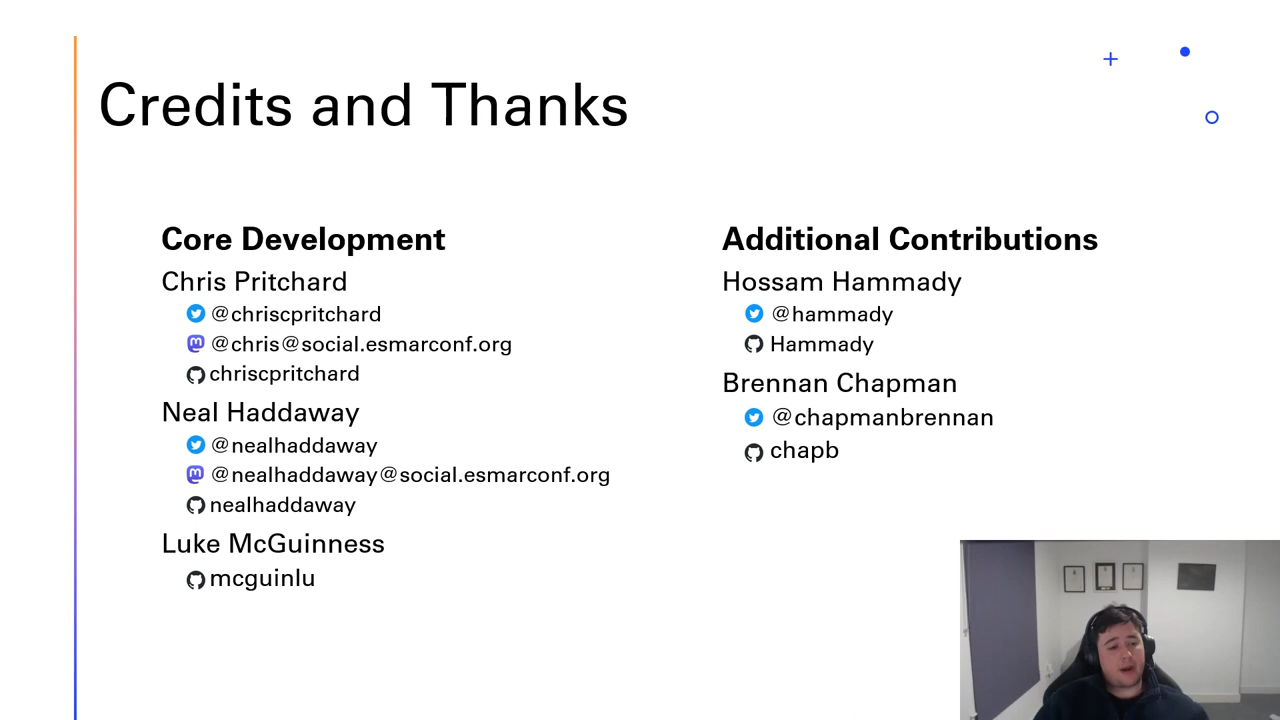 Credits and Thanks
Core Development
Chris Pritchard
@chriscpritchard
@chris@social.esmarconf.org
chriscpritchard
Neal Haddaway
@nealhaddaway
@nealhaddaway@social.esmarconf.org
nealhaddaway
Luke McGuinness
mcguinlu
Additional Contributions
Hossam Hammady
@hammady
Hammady
Brennan Chapman
@chapmanbrennan
chapb